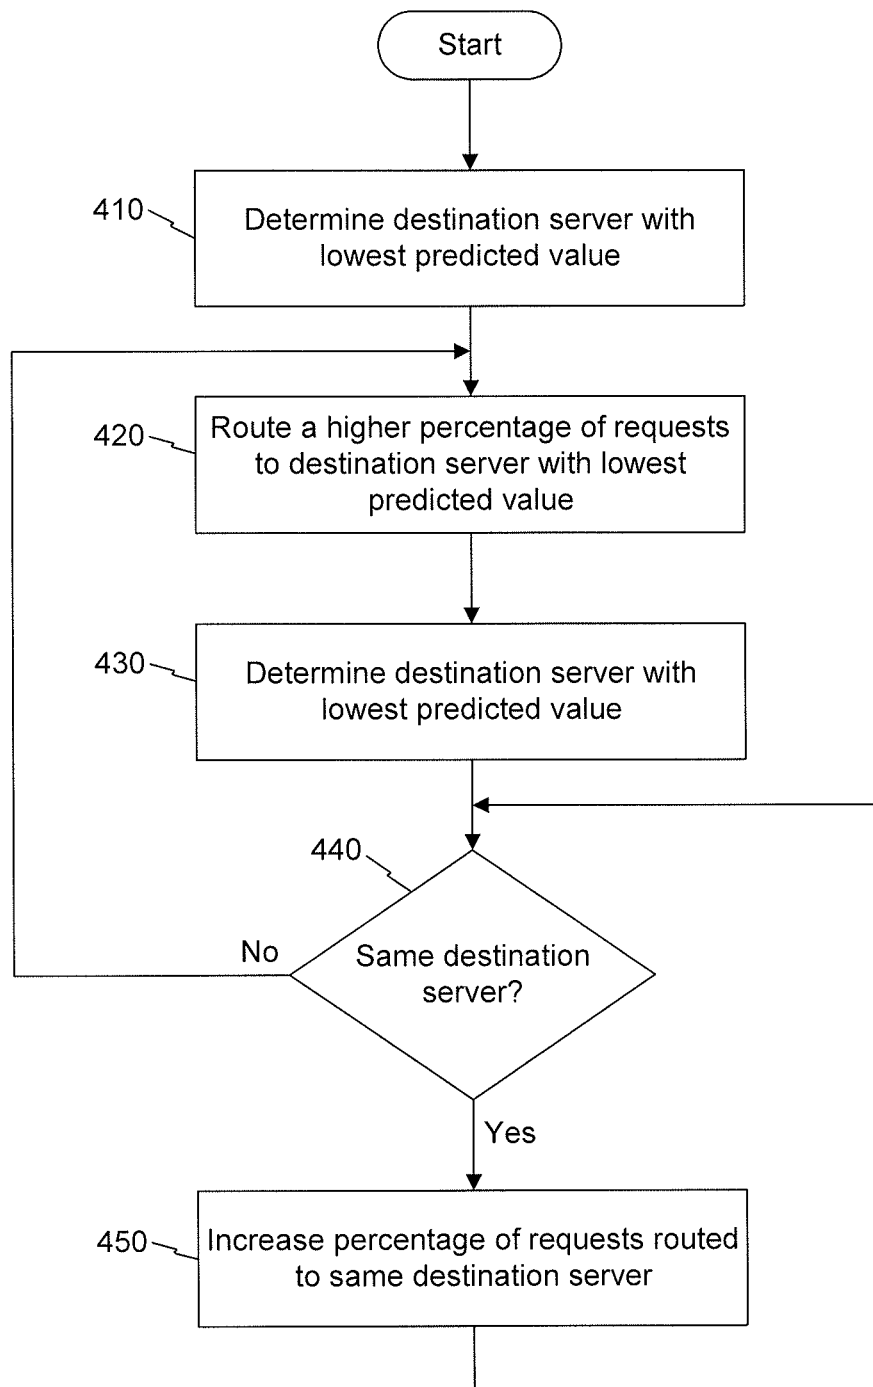 Start
410
Determine destination server with
lowest predicted value
420
Route a higher percentage of requests
to destination server with lowest
predicted value
430
Determine destination server with
lowest predicted value
440
No
Same destination
server?
Yes
450
Increase percentage of requests routed
to same destination server